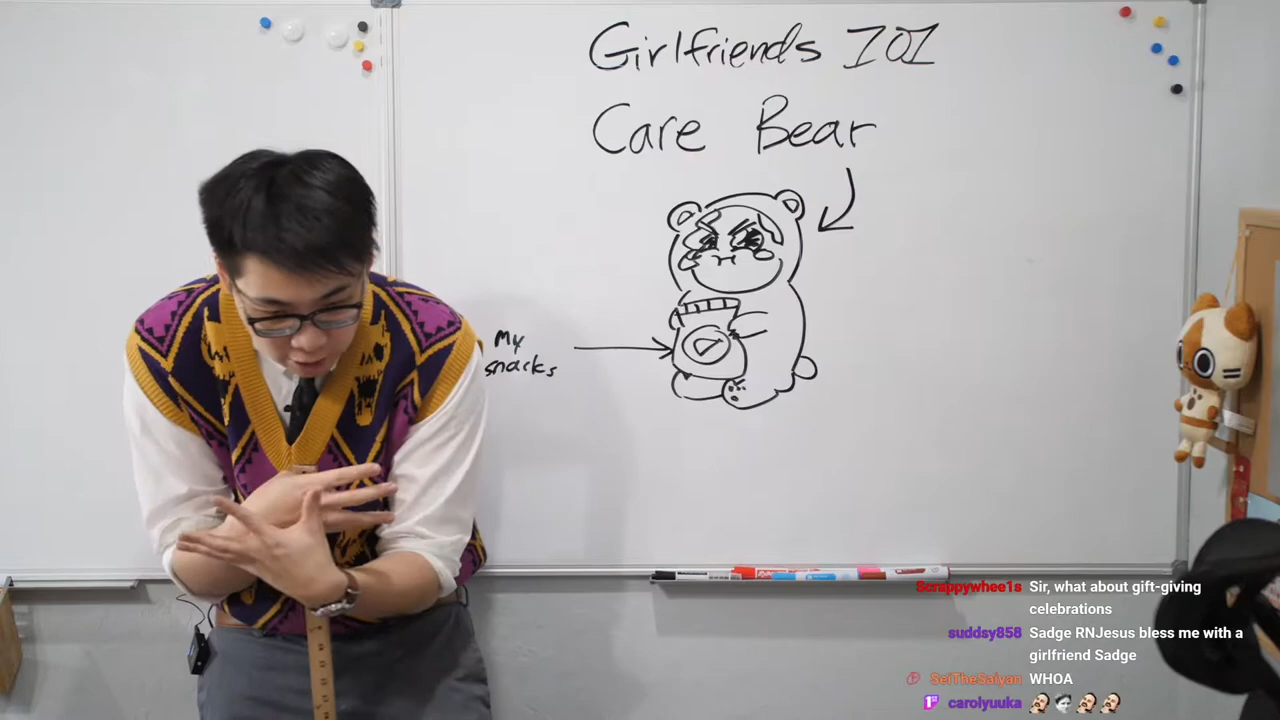 Girlfriends 101
Care Bear
My
snacks
Scrappywhee1s Sir, what about gift-giving
celebrations
suddsy858 Sadge RNJesus bless me with a
girlfriend Sadge
SelTheSaiyan WHOA
carolyuuka